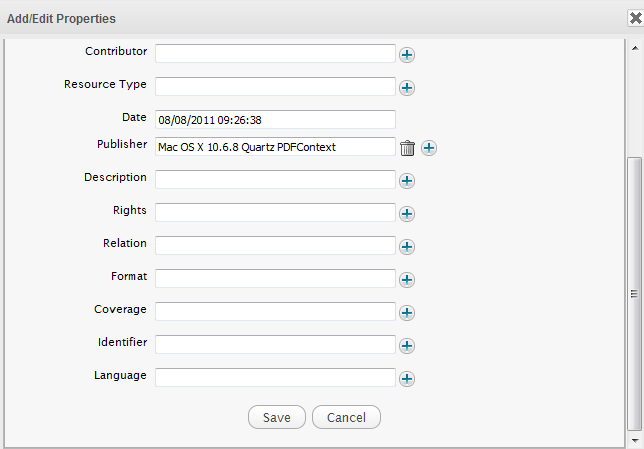 Add/Edit Properties
Contributor
Resource Type
Date 08/08/2011 09:26:38
Publisher Mac OS X 10.6.8 Quartz PDFContext
Description
Rights
Relation
Format
Coverage
Identifier
Language
Save Cancel